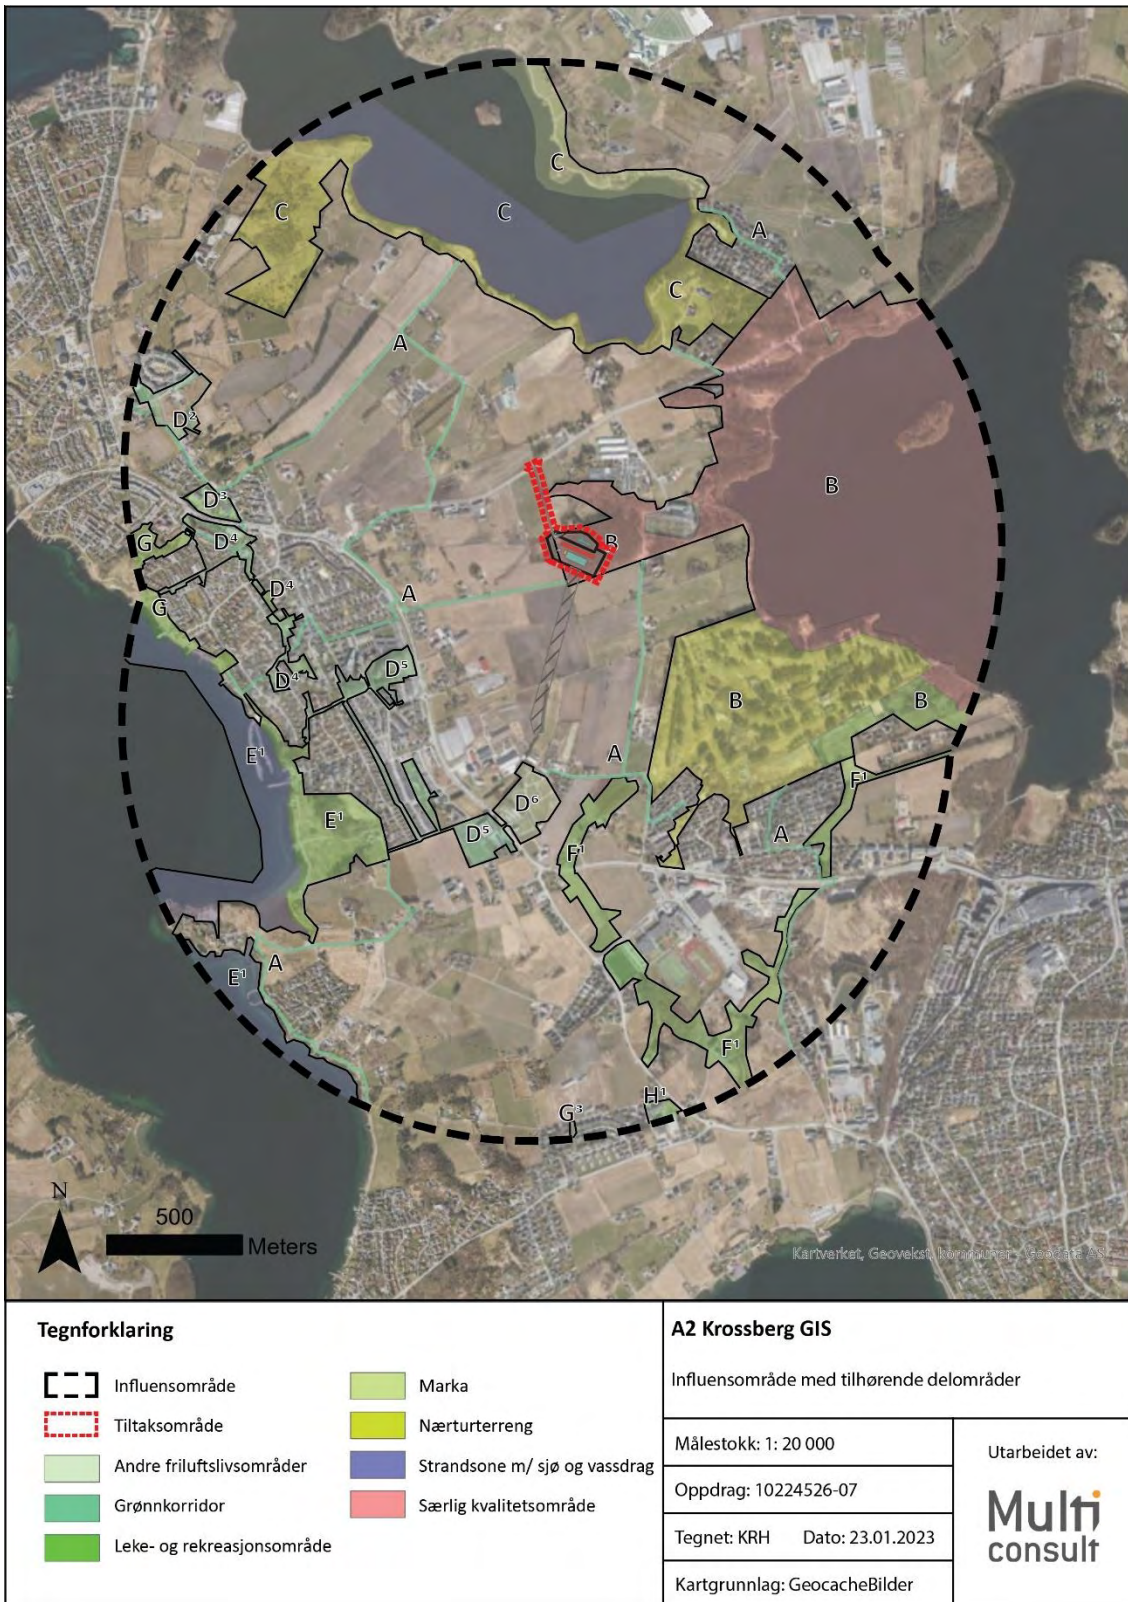 C
C
C
C
A
A
D²
D³
B
G
D⁴
B
D⁴
A
G
D⁴
D⁵
B
B
E¹
A
F¹
D⁶
E¹
D⁵
A
F¹
E¹
A
F¹
H¹
G³
N
500
Meters
Kartverket, Geovekst, kommuner - Geodata AS
Tegnforklaring
Influensområde
Tiltaksområde
Andre friluftslivsområder
Grønnkorridor
Leke- og rekreasjonsområde
Marka
Nærturterreng
Strandsone m/ sjø og vassdrag
Særlig kvalitetsområde
A2 Krossberg GIS
Influensområde med tilhørende delområder
Målestokk: 1: 20 000
Oppdrag: 10224526-07
Tegnet: KRH Dato: 23.01.2023
Kartgrunnlag: GeocacheBilder
Utarbeidet av:
Multi
consult